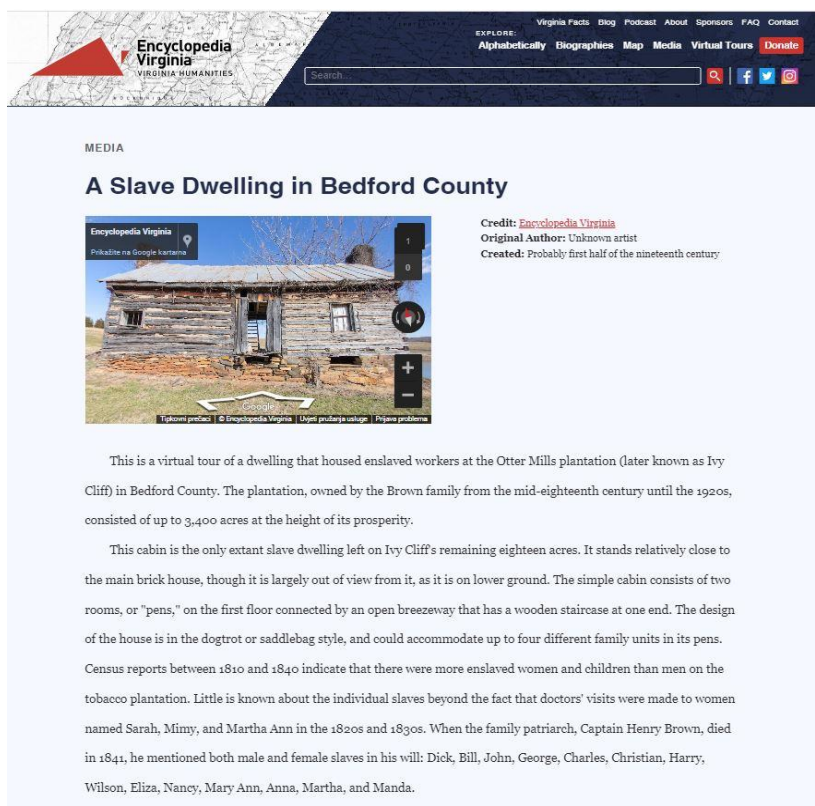 Virginia Facts Blog Podcast About Sponsors FAQ Contact
EXPLORE:
Alphabetically Biographies Map Media Virtual Tours Donate
Encyclopedia
Virginia
VIRGINIA HUMANITIES
Search...
MEDIA
A Slave Dwelling in Bedford County
Encyclopedia Virginia
Prikažite na Google kartama
1
0
Google
Tipkovni prečaci © Encyclopedia Virginia Uvjeti pružanja usluge Prijava problema
Credit: Encyclopedia Virginia
Original Author: Unknown artist
Created: Probably first half of the nineteenth century
This is a virtual tour of a dwelling that housed enslaved workers at the Otter Mills plantation (later known as Ivy
Cliff) in Bedford County. The plantation, owned by the Brown family from the mid-eighteenth century until the 1920s,
consisted of up to 3,400 acres at the height of its prosperity.
This cabin is the only extant slave dwelling left on Ivy Cliff's remaining eighteen acres. It stands relatively close to
the main brick house, though it is largely out of view from it, as it is on lower ground. The simple cabin consists of two
rooms, or "pens," on the first floor connected by an open breezeway that has a wooden staircase at one end. The design
of the house is in the dogtrot or saddlebag style, and could accommodate up to four different family units in its pens.
Census reports between 1810 and 1840 indicate that there were more enslaved women and children than men on the
tobacco plantation. Little is known about the individual slaves beyond the fact that doctors' visits were made to women
named Sarah, Mimy, and Martha Ann in the 1820s and 1830s. When the family patriarch, Captain Henry Brown, died
in 1841, he mentioned both male and female slaves in his will: Dick, Bill, John, George, Charles, Christian, Harry,
Wilson, Eliza, Nancy, Mary Ann, Anna, Martha, and Manda.